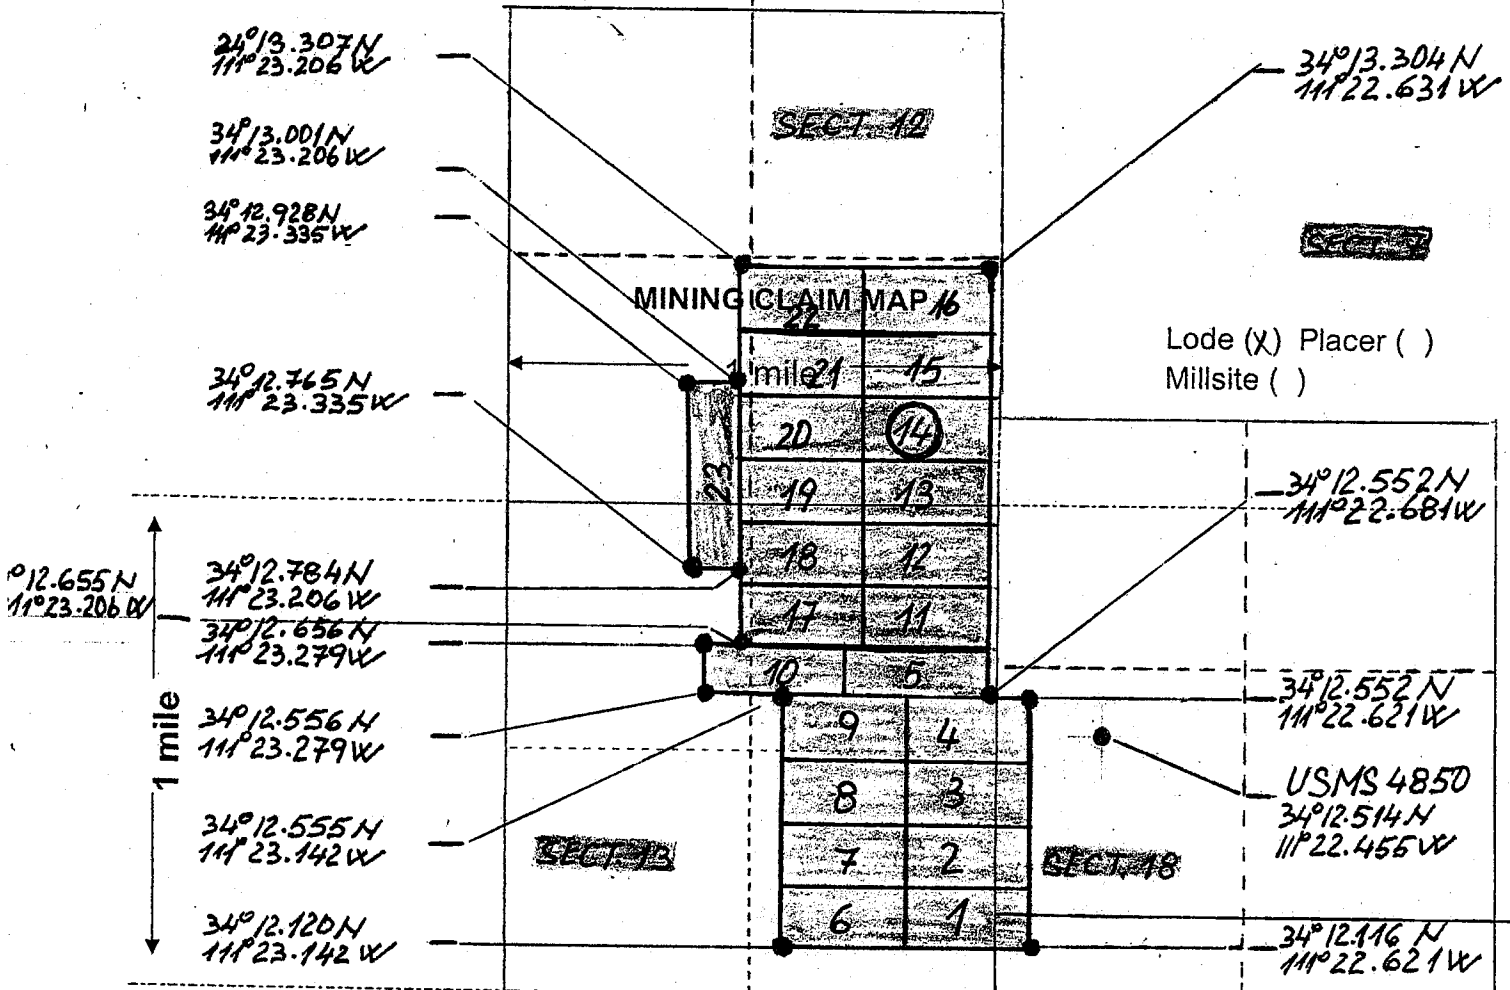 24°13.307N
111°23.206W
34°13.001N
111°23.206W
34°12.928N
111°23.335W
34°12.765N
111°23.335W
°12.655N
11°23.206W
34°12.784N
111°23.206W
34°12.656N
111°23.279W
1 mile
34°12.556N
111°23.279W
34°12.555N
111°23.142W
34°12.120N
111°23.142W
SECT. 12
MINING CLAIM MAP
22 16
1 mile
21 15
20 14
19 13
23
18 12
17 11
10 5
9 4
8 3
7 2
6 1
SECT. 13
SECT. 18
34°13.304N
111°22.631W
SECT. 7
Lode (X) Placer ( )
Millsite ( )
34°12.552N
111°22.681W
34°12.552N
111°22.621W
USMS 4850
34°12.514N
111°22.455W
34°12.116N
111°22.621W